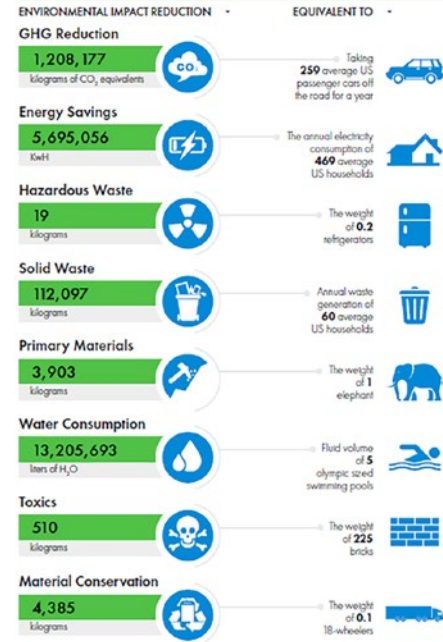 ENVIRONMENTAL IMPACT REDUCTION - EQUIVALENT TO -
GHG Reduction
1,208,177
kilograms of CO₂ equivalents
CO₂
Taking
259 average US
passenger cars off
the road for a year
Energy Savings
5,695,056
KwH
The annual electricity
consumption of
469 average
US households
Hazardous Waste
19
kilograms
The weight
of 0.2
refrigerators
Solid Waste
112,097
kilograms
Annual waste
generation of
60 average
US households
Primary Materials
3,903
kilograms
The weight
of 1
elephant
Water Consumption
13,205,693
liters of H₂O
Fluid volume
of 5
olympic sized
swimming pools
Toxics
510
kilograms
The weight
of 225
bricks
Material Conservation
4,385
kilograms
The weight
of 0.1
18-wheelers